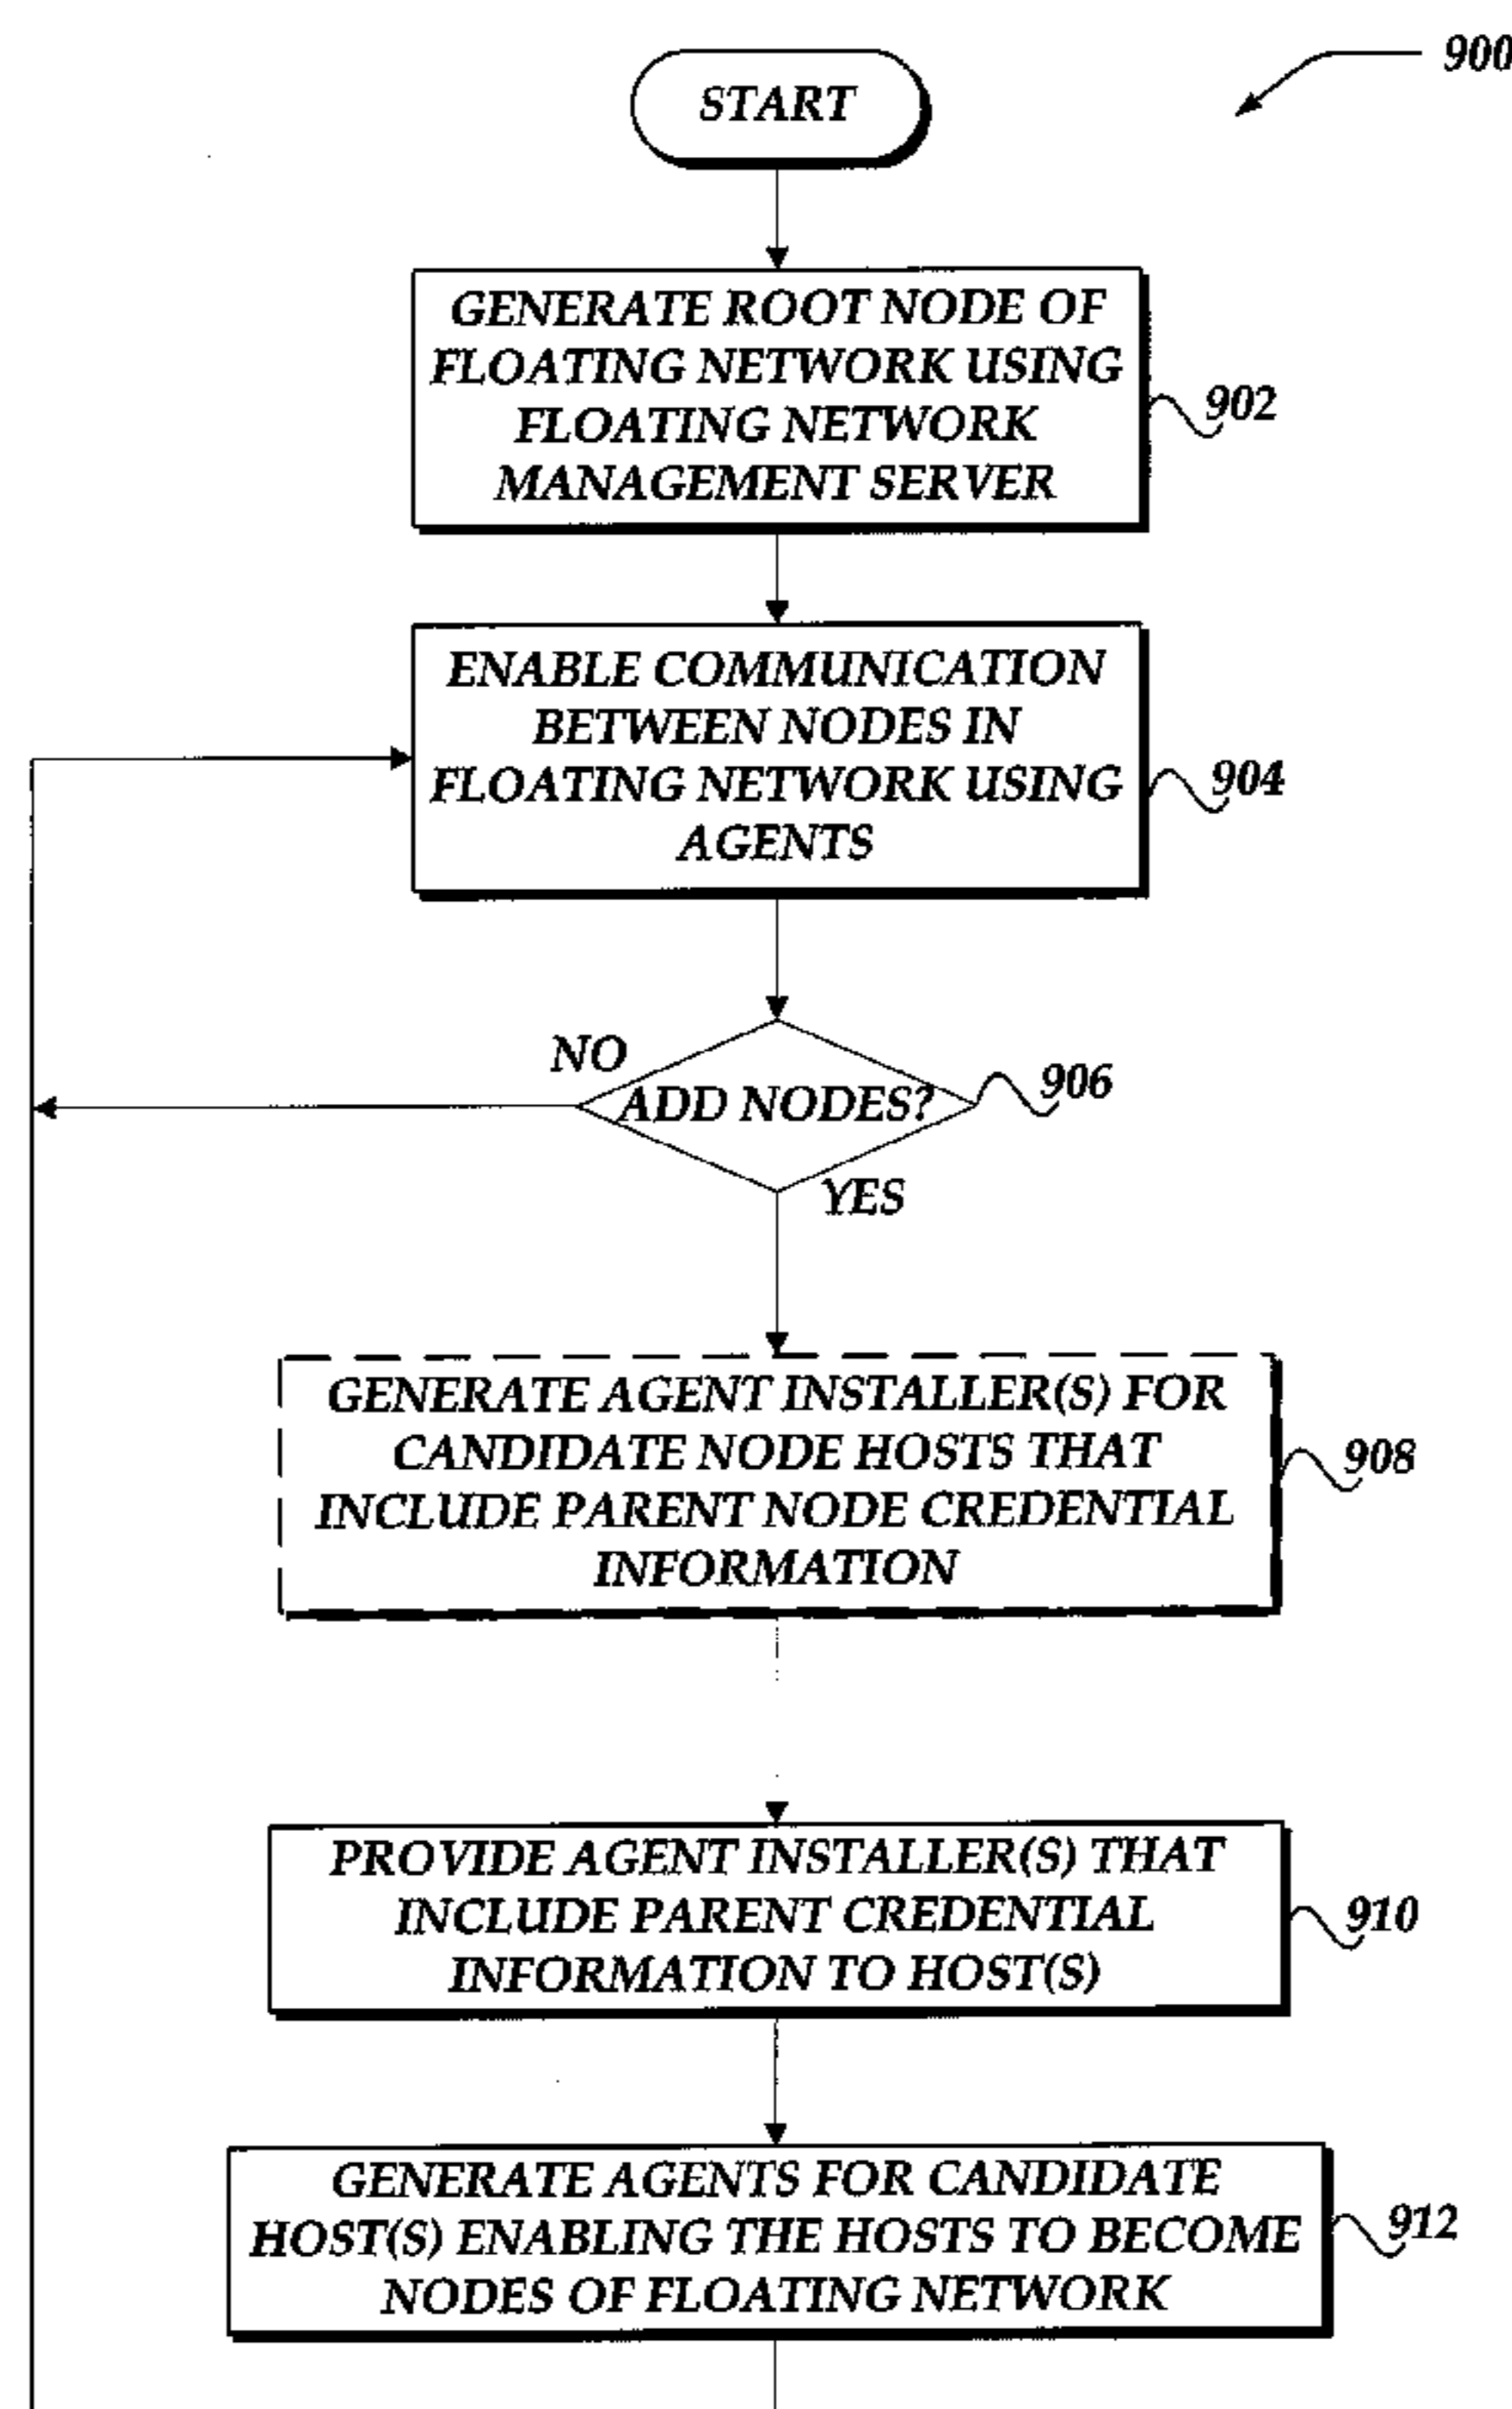 900
START
GENERATE ROOT NODE OF
FLOATING NETWORK USING
FLOATING NETWORK
MANAGEMENT SERVER
902
ENABLE COMMUNICATION
BETWEEN NODES IN
FLOATING NETWORK USING
AGENTS
904
NO
ADD NODES?
906
YES
GENERATE AGENT INSTALLER(S) FOR
CANDIDATE NODE HOSTS THAT
INCLUDE PARENT NODE CREDENTIAL
INFORMATION
908
PROVIDE AGENT INSTALLER(S) THAT
INCLUDE PARENT CREDENTIAL
INFORMATION TO HOST(S)
910
GENERATE AGENTS FOR CANDIDATE
HOST(S) ENABLING THE HOSTS TO BECOME
NODES OF FLOATING NETWORK
912